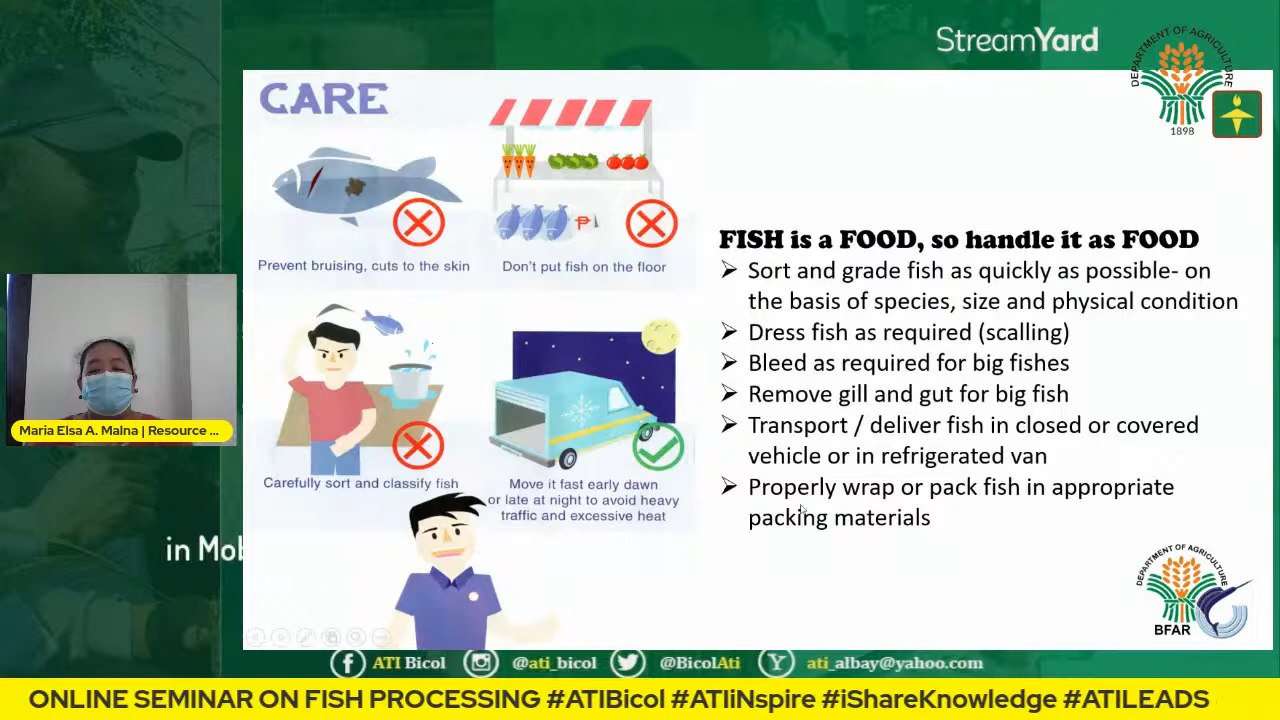 StreamYard
DEPARTMENT OF AGRICULTURE
1898
CARE
Prevent bruising, cuts to the skin
₱
Don't put fish on the floor
Carefully sort and classify fish
Move it fast early dawn
or late at night to avoid heavy
traffic and excessive heat
FISH is a FOOD, so handle it as FOOD
➢ Sort and grade fish as quickly as possible- on
the basis of species, size and physical condition
➢ Dress fish as required (scalling)
➢ Bleed as required for big fishes
➢ Remove gill and gut for big fish
➢ Transport / deliver fish in closed or covered
vehicle or in refrigerated van
➢ Properly wrap or pack fish in appropriate
packing materials
Maria Elsa A. Malna | Resource ...
in Mob
DEPARTMENT OF AGRICULTURE
BFAR
ATI Bicol
@ati_bicol
@BicolAti
ati_albay@yahoo.com
ONLINE SEMINAR ON FISH PROCESSING #ATIBicol #ATIiNspire #iShareKnowledge #ATILEADS